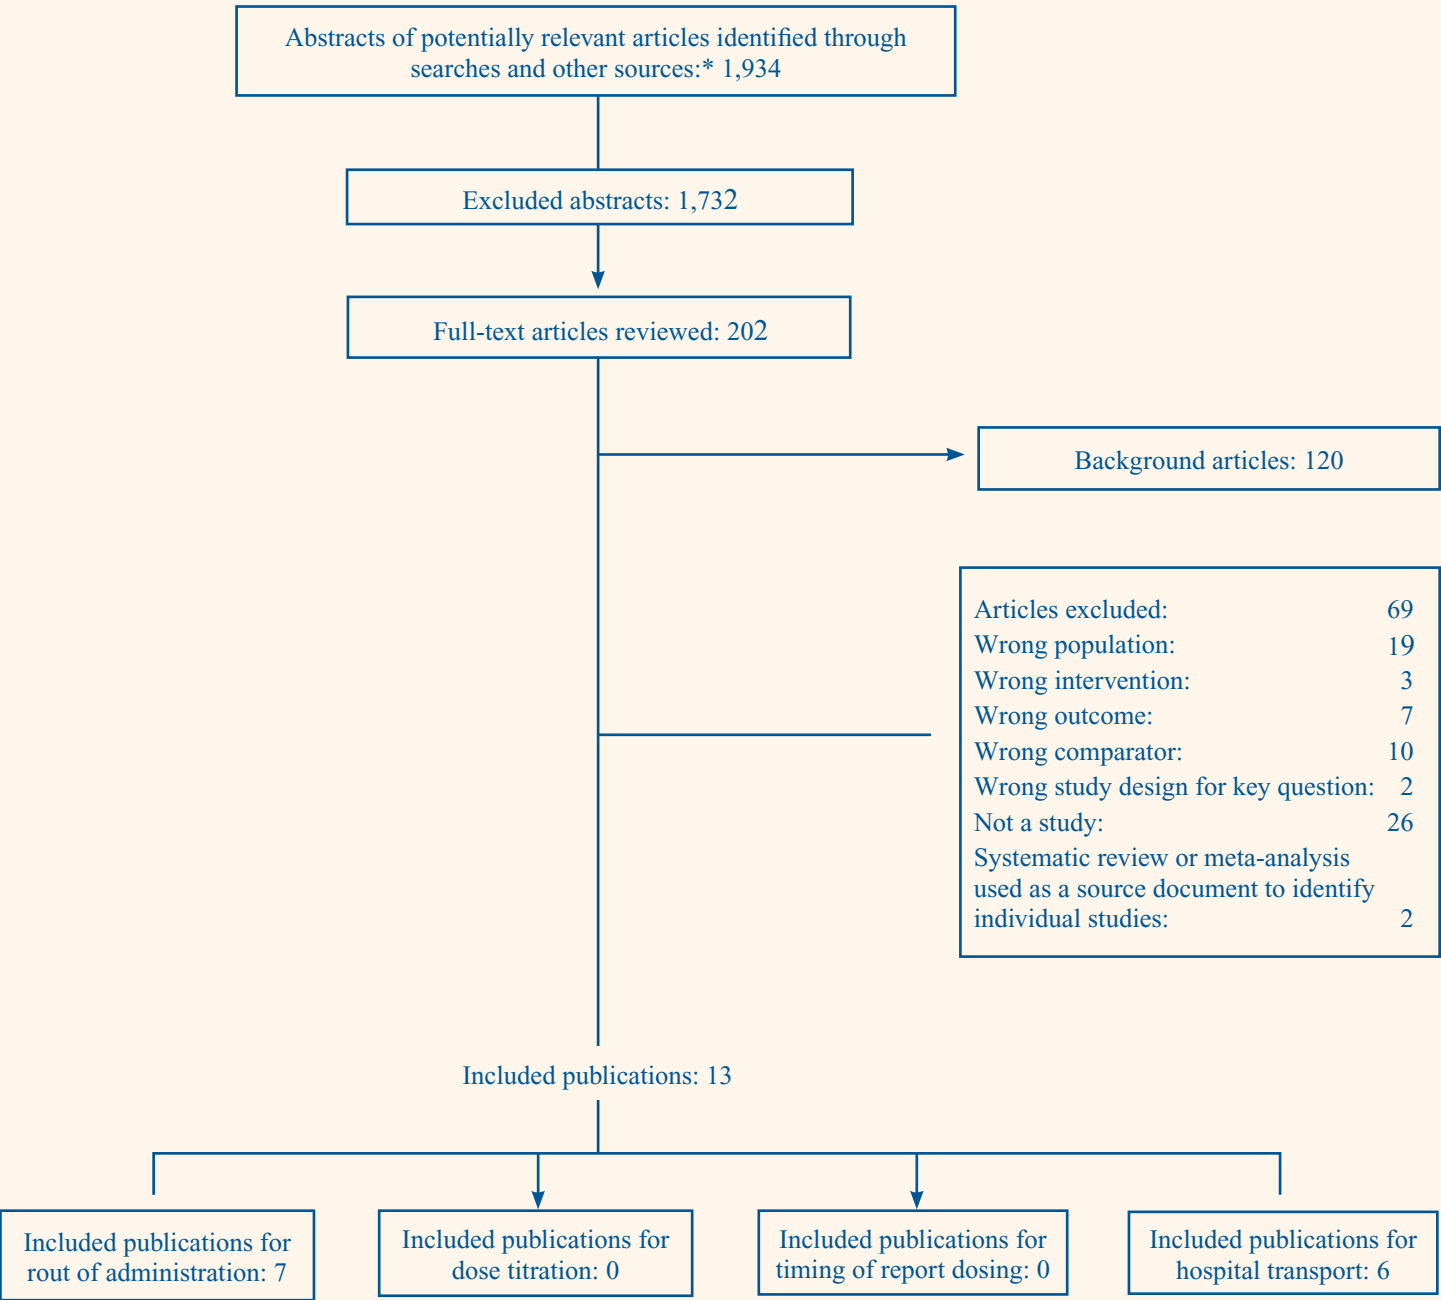 Abstracts of potentially relevant articles identified through
searches and other sources:* 1,934
Excluded abstracts: 1,732
Full-text articles reviewed: 202
Background articles: 120
Articles excluded: 69
Wrong population: 19
Wrong intervention: 3
Wrong outcome: 7
Wrong comparator: 10
Wrong study design for key question: 2
Not a study: 26
Systematic review or meta-analysis
used as a source document to identify
individual studies: 2
Included publications: 13
Included publications for
rout of administration: 7
Included publications for
dose titration: 0
Included publications for
timing of report dosing: 0
Included publications for
hospital transport: 6